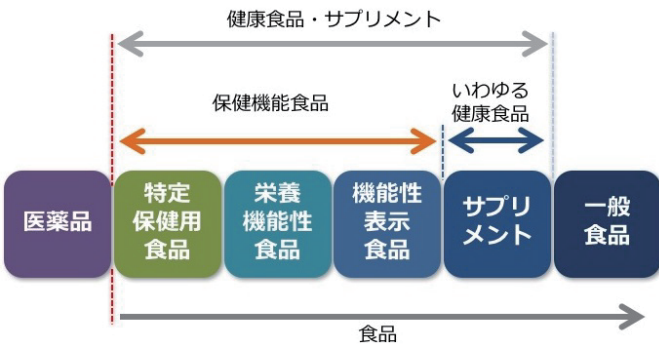 健康食品・サプリメント
保健機能食品
いわゆる
健康食品
医薬品
特定
保健用
食品
栄養
機能性
食品
機能性
表示
食品
サプリ
メント
一般
食品
食品